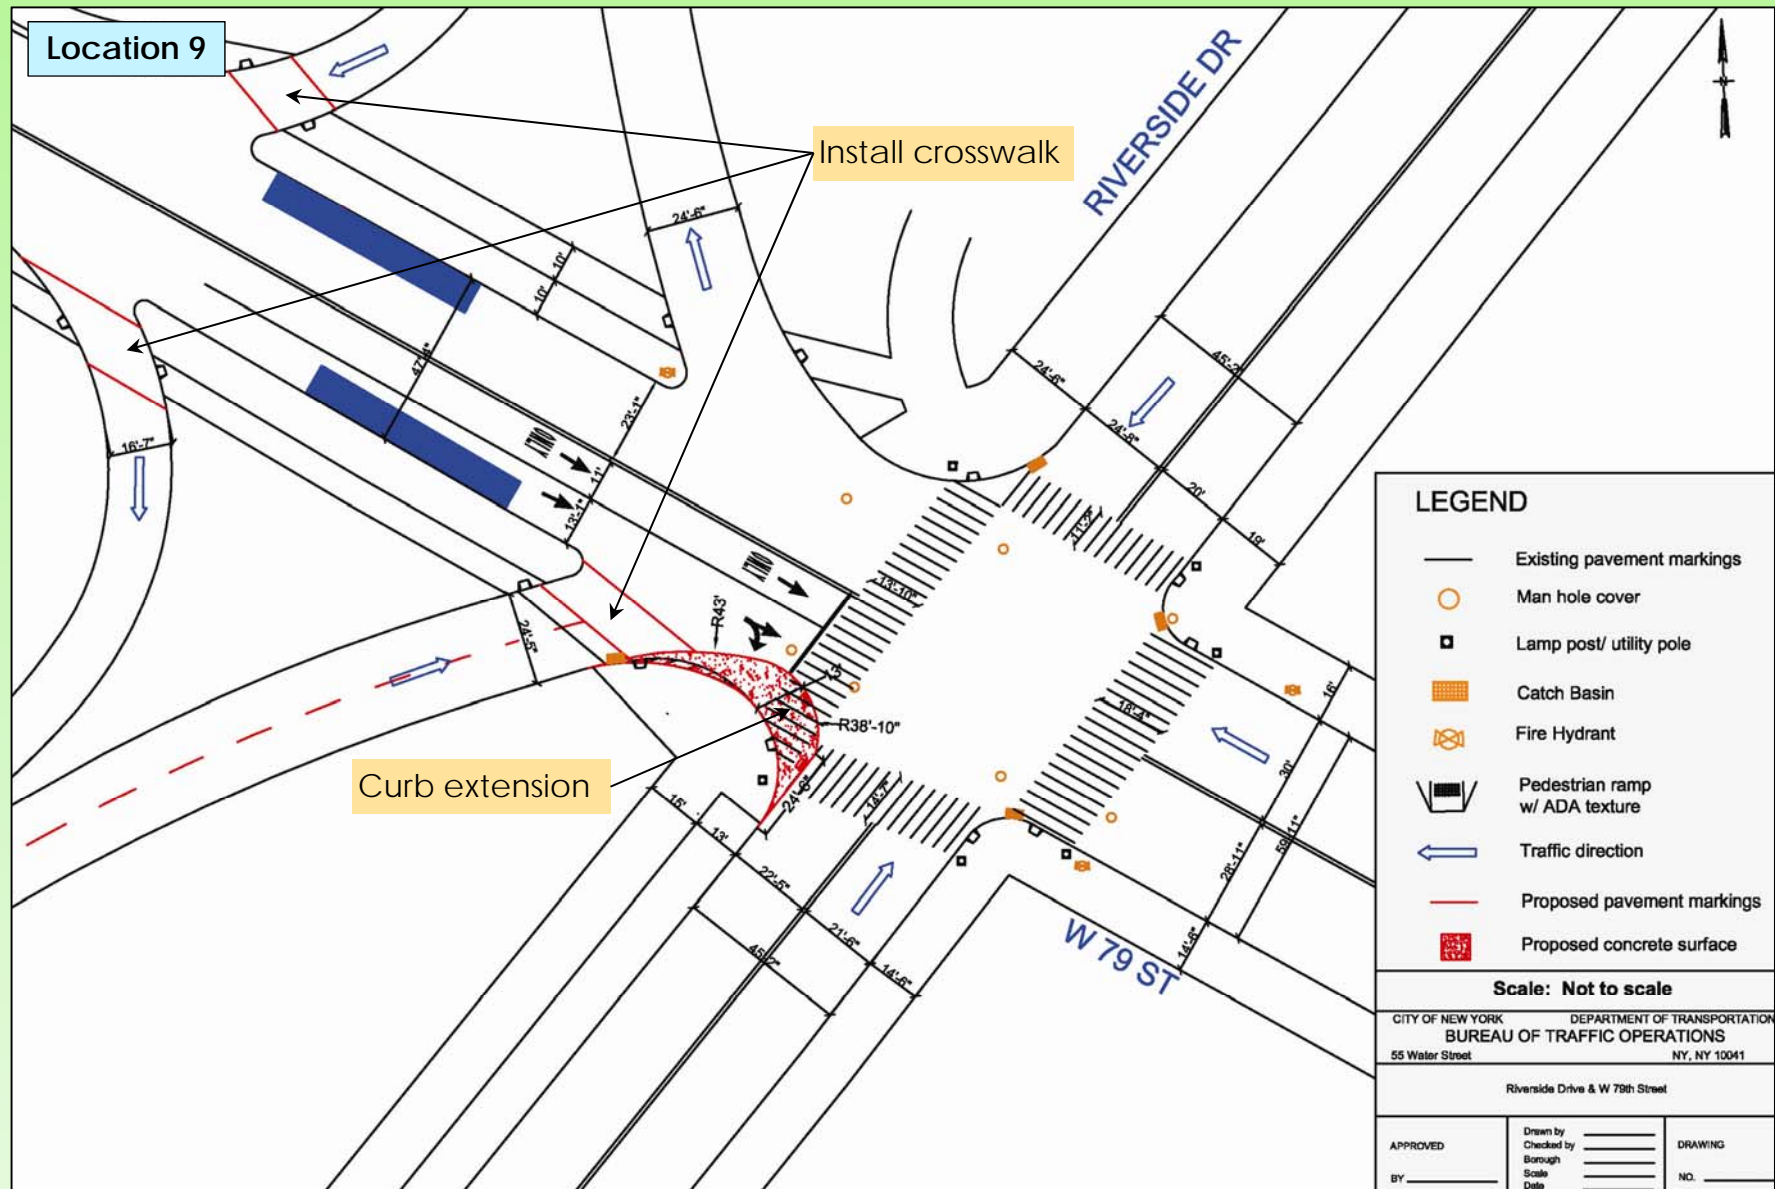 Location 9
Install crosswalk
RIVERSIDE DR
24'-6"
10'
10'
47'-4"
23'-1"
11'
13'-1"
ONLY
ONLY
16'-7"
24'-5"
R43'
13'-10"
13'
R38'-10"
Curb extension
24'-6"
14'-7"
15'
13'
22'-5"
45'-2"
21'-6"
14'-6"
24'-6"
45'-2"
24'-8"
20'
19'
11'-2"
18'-4"
16'
30'
59'-11"
28'-11"
14'-6"
W 79 ST
N
LEGEND
Existing pavement markings
Man hole cover
Lamp post/ utility pole
Catch Basin
Fire Hydrant
Pedestrian ramp
w/ ADA texture
Traffic direction
Proposed pavement markings
Proposed concrete surface
Scale: Not to scale
CITY OF NEW YORK DEPARTMENT OF TRANSPORTATION
BUREAU OF TRAFFIC OPERATIONS
55 Water Street NY, NY 10041
Riverside Drive & W 79th Street
APPROVED
BY
Drawn by
Checked by
Borough
Scale
Date
DRAWING
NO.